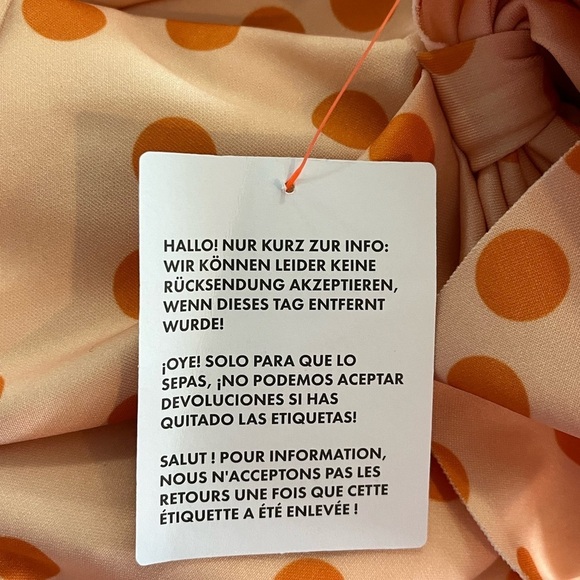 HALLO! NUR KURZ ZUR INFO:
WIR KÖNNEN LEIDER KEINE
RÜCKSENDUNG AKZEPTIEREN,
WENN DIESES TAG ENTFERNT
WURDE!
¡OYE! SOLO PARA QUE LO
SEPAS, ¡NO PODEMOS ACEPTAR
DEVOLUCIONES SI HAS
QUITADO LAS ETIQUETAS!
SALUT ! POUR INFORMATION,
NOUS N'ACCEPTONS PAS LES
RETOURS UNE FOIS QUE CETTE
ÉTIQUETTE A ÉTÉ ENLEVÉE !